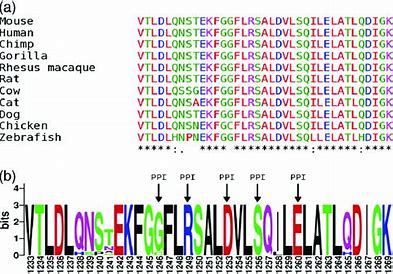 (a)
Mouse VTLDLQNSTEKFGGFLRSALDVLSQILELATLQDIGK
Human VTLDLQNSTEKFGGFLRSALDVLSQILELATLQDIGK
Chimp VTLDLQNSTEKFGGFLRSALDVLSQILELATLQDIGK
Gorilla VTLDLQNSTEKFGGFLRSALDVLSQILELATLQDIGK
Rhesus macaque VTLDLQNSTEKFGGFLRSALDVLSQILELATLQDIGK
Rat VTLDLQNSTEKFGGFLRSALDVLSQILELATLQDIGK
Cow VTLDLQSSGEKFGGFLRSALDVLSQILELATLQDIGK
Cat VTLDLQNSAEKFGGFLRSALDVLSQILELATLQDIGK
Dog VTLDLQNSTEKFGGFLRSALDVLSQILELATLQDIGK
Chicken VTLDLQNSNEKFGGFLRSALDVLSQILELATLQDIGK
Zebrafish VTLDLHNPNEKFGGFLRSALDVLSQLLELATLQDIGK
(b)
PPI PPI PPI PPI PPI
4
3
2
1
0
bits
1233 1234 1235 1236 1237 1238 1239 1240 1241 1242 1243 1244 1245 1246 1247 1248 1249 1250 1251 1252 1253 1254 1255 1256 1257 1258 1259 1260 1261 1262 1263 1264 1265 1266 1267 1268 1269